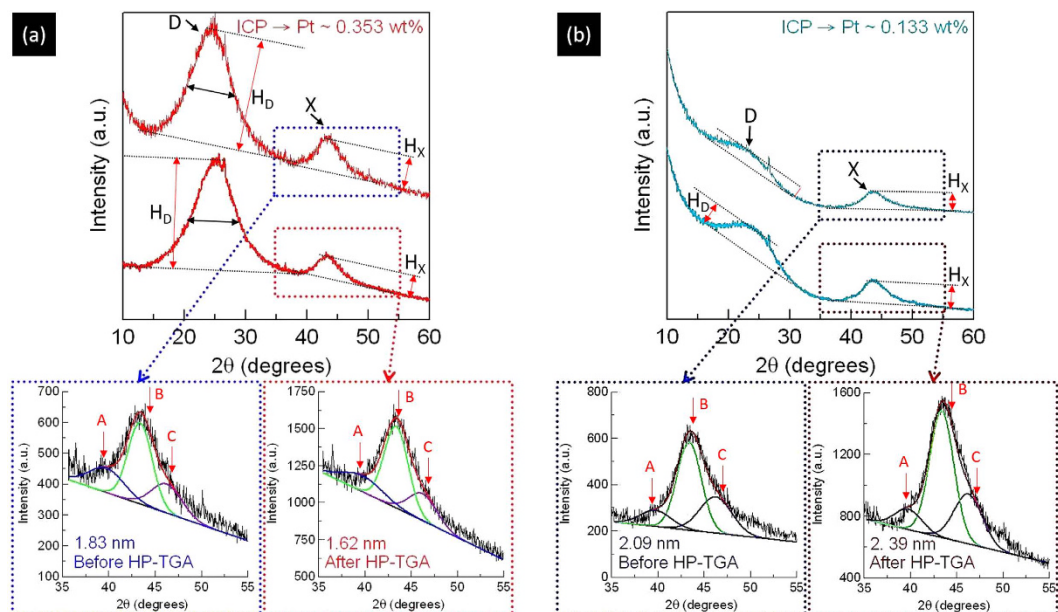 (a)
ICP → Pt ~ 0.353 wt%
D
H_D
X
H_X
H_D
H_X
Intensity (a.u.)
10 20 30 40 50 60
2θ (degrees)
700
600
500
400
300
200
100
Intensity (a.u.)
A
B
C
1.83 nm
Before HP-TGA
35 40 45 50 55
2θ (degrees)
1750
1500
1250
1000
750
500
Intensity (a.u.)
A
B
C
1.62 nm
After HP-TGA
35 40 45 50 55
2θ (degrees)
(b)
ICP → Pt ~ 0.133 wt%
D
X
H_X
H_D
H_X
Intensity (a.u.)
10 20 30 40 50 60
2θ (degrees)
800
600
400
200
0
Intensity (a.u.)
A
B
C
2.09 nm
Before HP-TGA
35 40 45 50 55
2θ (degrees)
1600
1200
800
400
Intensity (a.u.)
A
B
C
2. 39 nm
After HP-TGA
35 40 45 50 55
2θ (degrees)